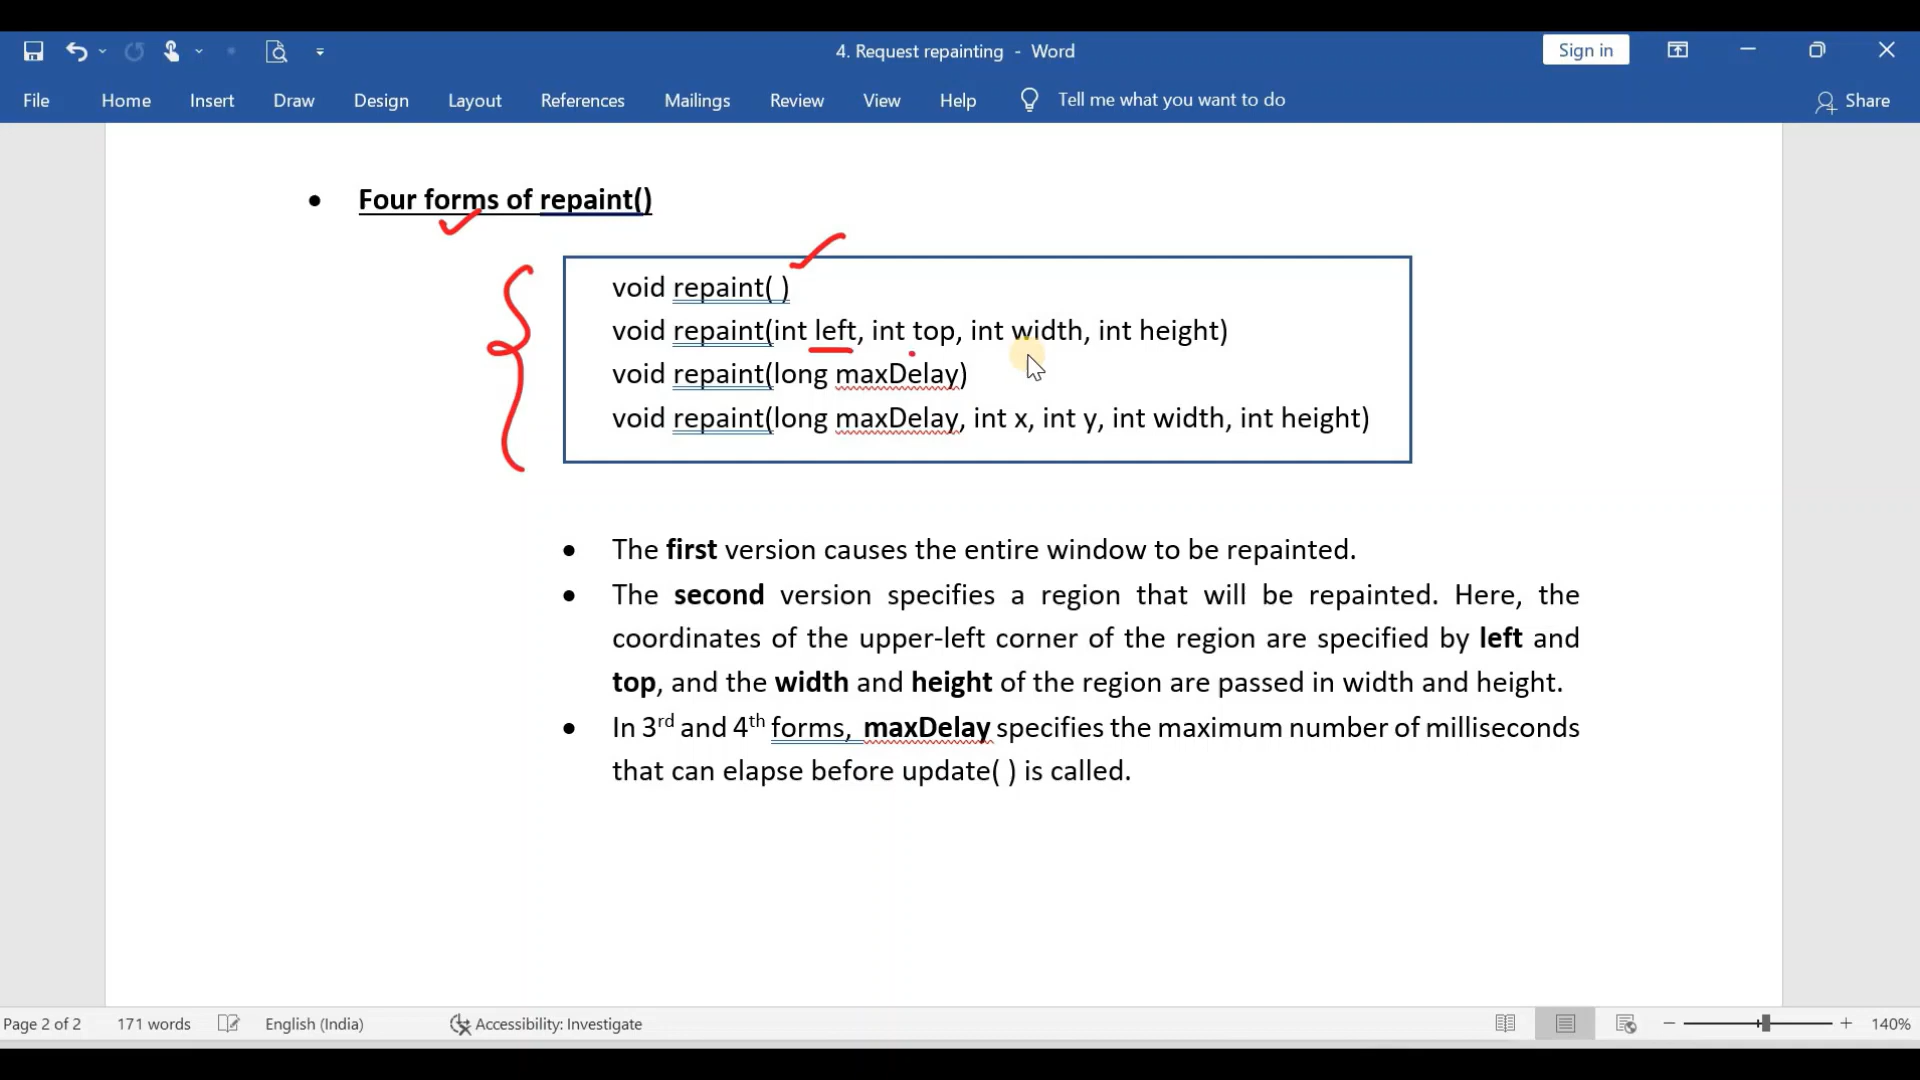 4. Request repainting - Word
Sign in
File Home Insert Draw Design Layout References Mailings Review View Help Tell me what you want to do Share
• Four forms of repaint()
void repaint( )
void repaint(int left, int top, int width, int height)
void repaint(long maxDelay)
void repaint(long maxDelay, int x, int y, int width, int height)
• The first version causes the entire window to be repainted.
• The second version specifies a region that will be repainted. Here, the
coordinates of the upper-left corner of the region are specified by left and
top, and the width and height of the region are passed in width and height.
• In 3rd and 4th forms, maxDelay specifies the maximum number of milliseconds
that can elapse before update( ) is called.
Page 2 of 2 171 words English (India) Accessibility: Investigate 140%